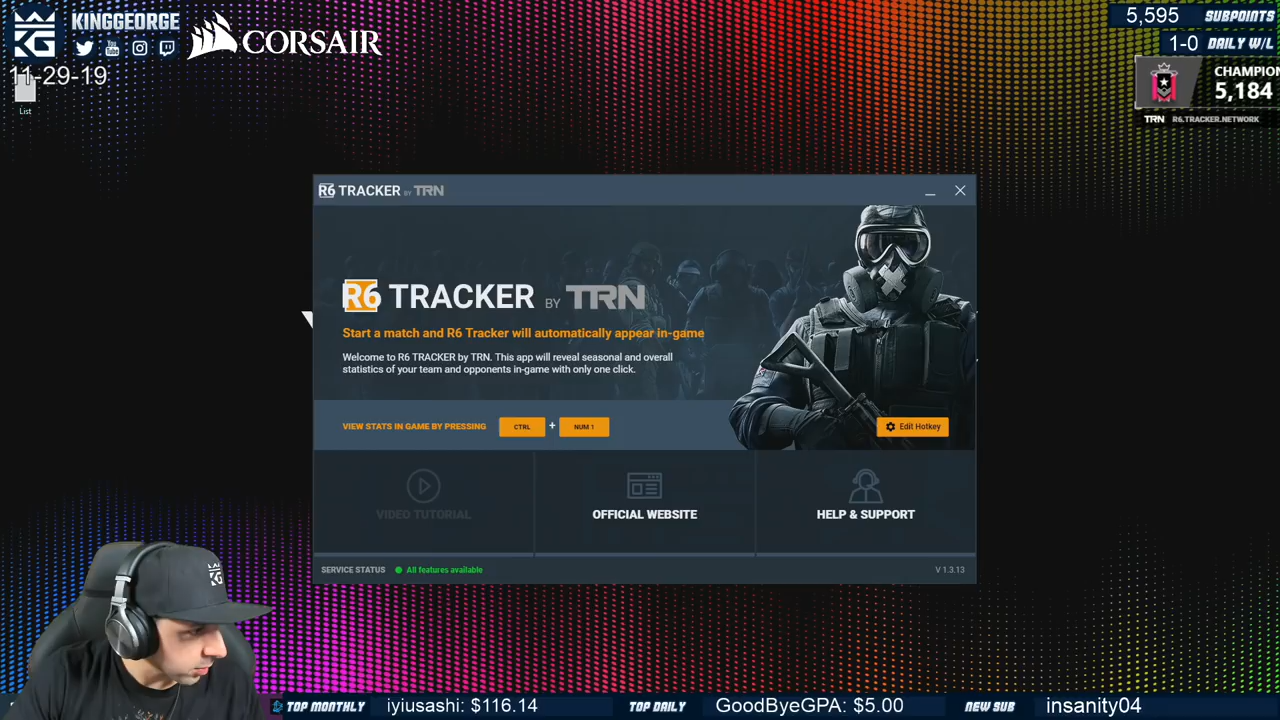 KINGGEORGE
KG
CORSAIR
11-29-19
List
5,595 SUBPOINTS
1-0 DAILY W/L
CHAMPION
5,184
TRN R6.TRACKER.NETWORK
R6 TRACKER BY TRN
R6 TRACKER BY TRN
Start a match and R6 Tracker will automatically appear in-game
Welcome to R6 TRACKER by TRN. This app will reveal seasonal and overall
statistics of your team and opponents in-game with only one click.
VIEW STATS IN GAME BY PRESSING CTRL + NUM 1 Edit Hotkey
VIDEO TUTORIAL OFFICIAL WEBSITE HELP & SUPPORT
SERVICE STATUS All features available V 1.3.13
KG
TOP MONTHLY iyiusashi: $116.14 TOP DAILY GoodByeGPA: $5.00 NEW SUB insanity04